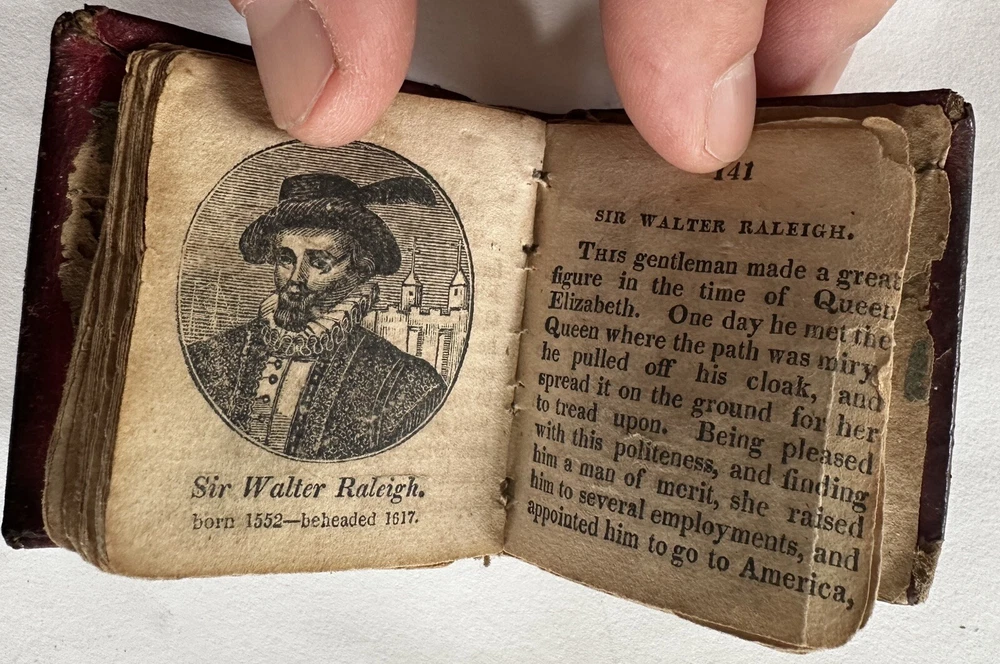 Sir Walter Raleigh.
born 1552—beheaded 1617.
141
SIR WALTER RALEIGH.
THIS gentleman made a great
figure in the time of Queen
Elizabeth. One day he met the
Queen where the path was miry,
he pulled off his cloak, and
spread it on the ground for her
to tread upon. Being pleased
with this politeness, and finding
him a man of merit, she raised
him to several employments, and
appointed him to go to America,